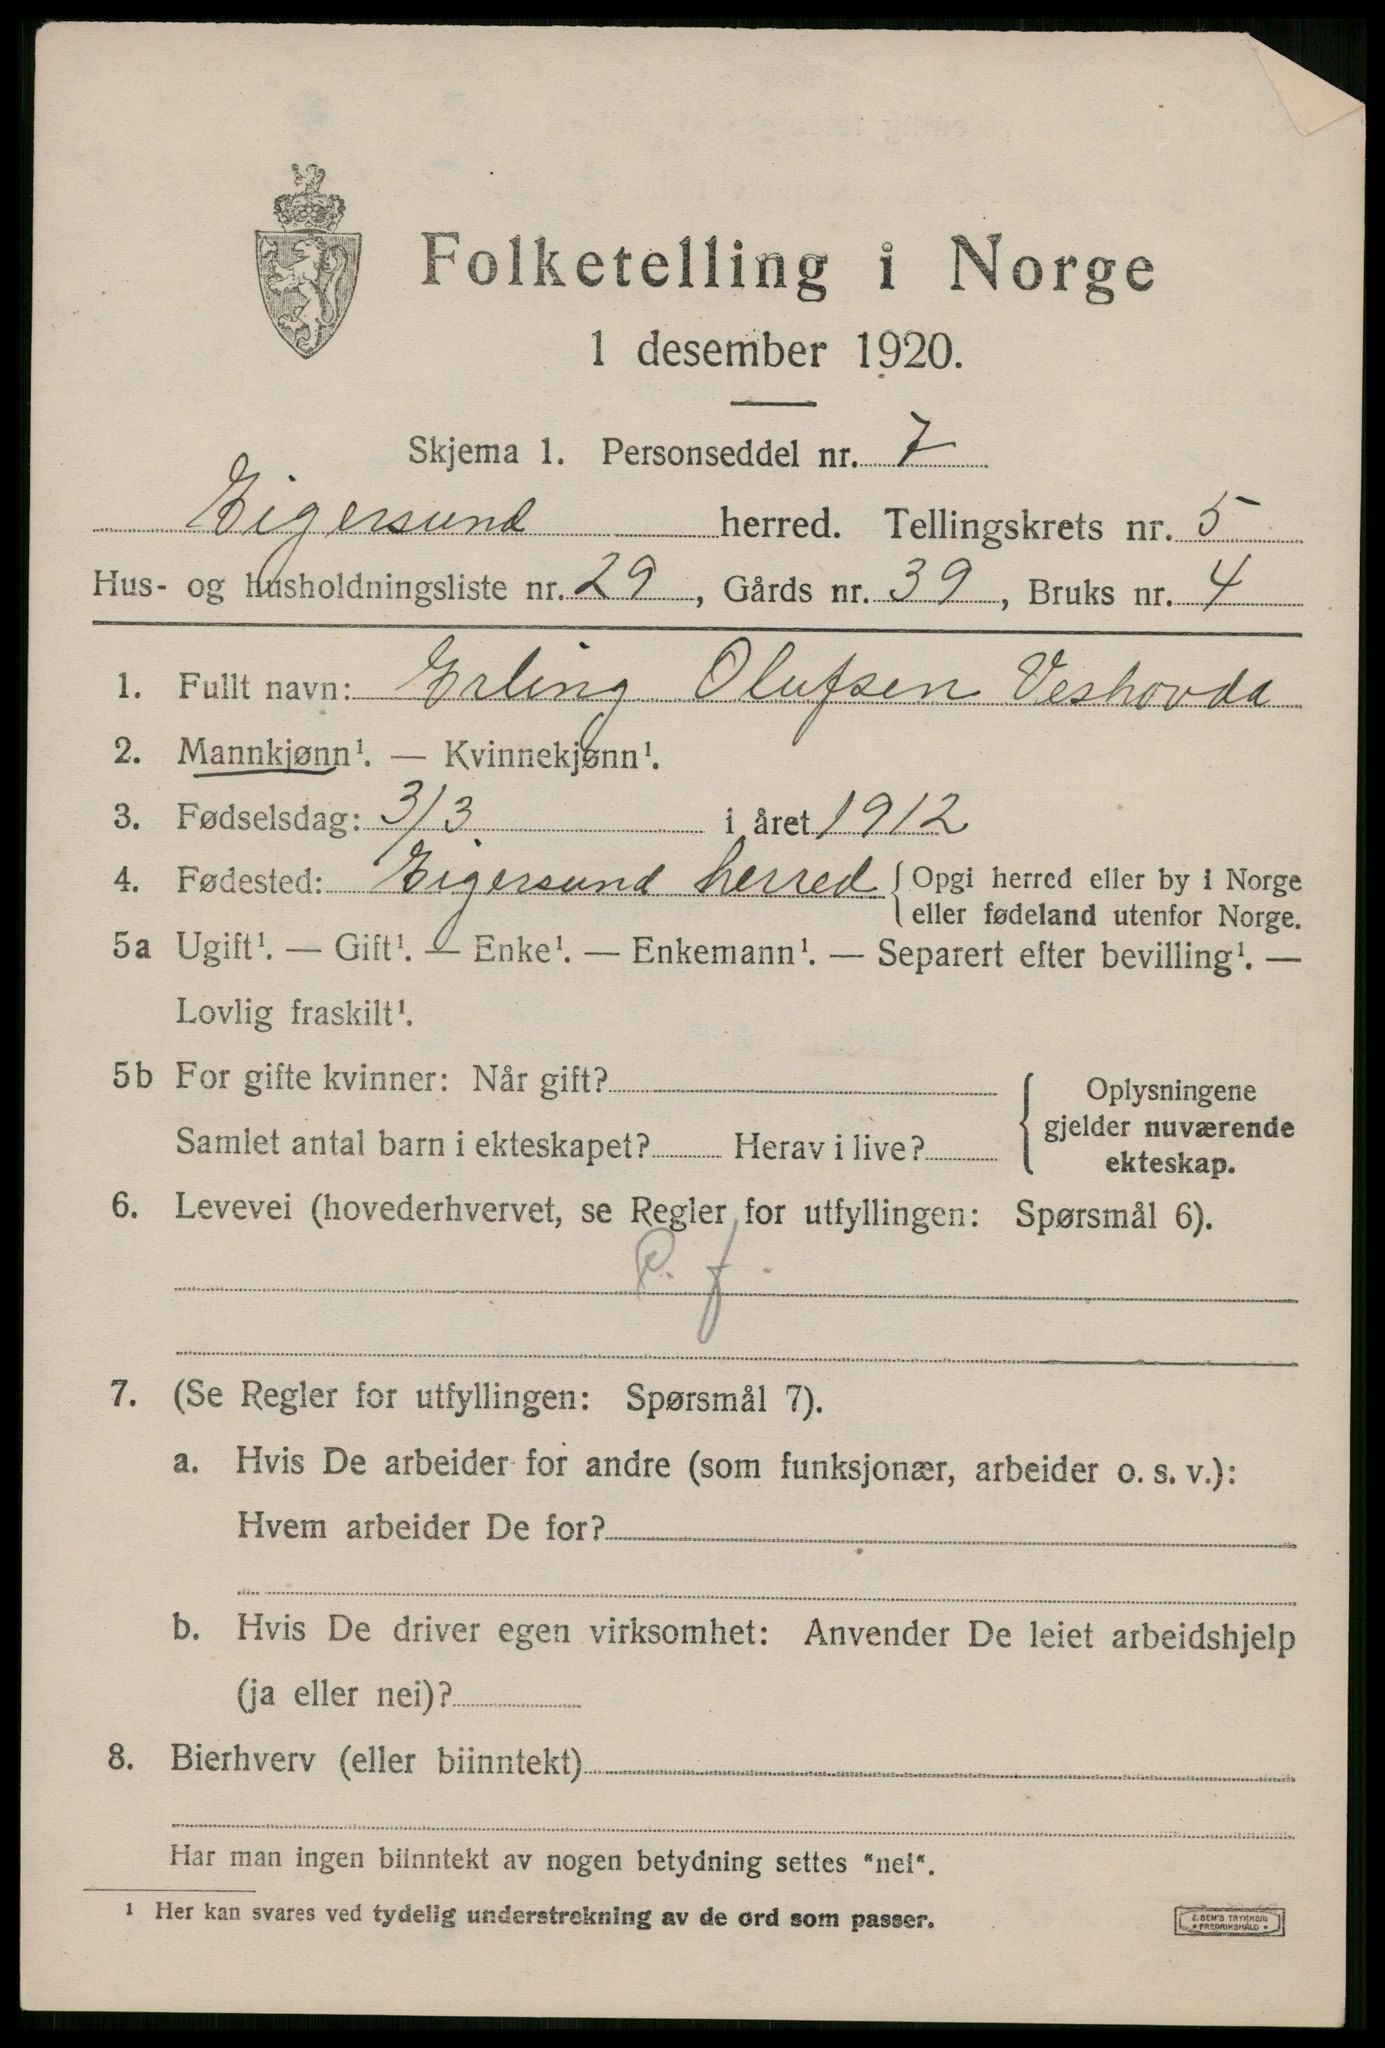 Folketelling i Norge
1 desember 1920.
Skjema 1. Personseddel nr. 7
Eigersund herred. Tellingskrets nr. 5
Hus- og husholdningsliste nr. 29, Gårds nr. 39, Bruks nr. 4
1. Fullt navn: Erling Olufsen Veshovda
2. Mannkjønn¹. — Kvinnekjønn¹.
3. Fødselsdag: 3/3 i året 1912
4. Fødested: Eigersund herred { Opgi herred eller by i Norge
eller fødeland utenfor Norge.
5a Ugift¹. — Gift¹. — Enke¹. — Enkemann¹. — Separert efter bevilling¹. —
Lovlig fraskilt¹.
5b For gifte kvinner: Når gift?
Samlet antal barn i ekteskapet? Herav i live?
{ Oplysningene
gjelder nuværende
ekteskap.
6. Levevei (hovederhvervet, se Regler for utfyllingen: Spørsmål 6).
P. f.
7. (Se Regler for utfyllingen: Spørsmål 7).
a. Hvis De arbeider for andre (som funksjonær, arbeider o. s. v.):
Hvem arbeider De for?
b. Hvis De driver egen virksomhet: Anvender De leiet arbeidshjelp
(ja eller nei)?
8. Bierhverv (eller biinntekt)
Har man ingen biinntekt av nogen betydning settes "nei".
¹ Her kan svares ved tydelig understrekning av de ord som passer.
E. SEM'S TRYKKERI
* FREDRIKSHALD *